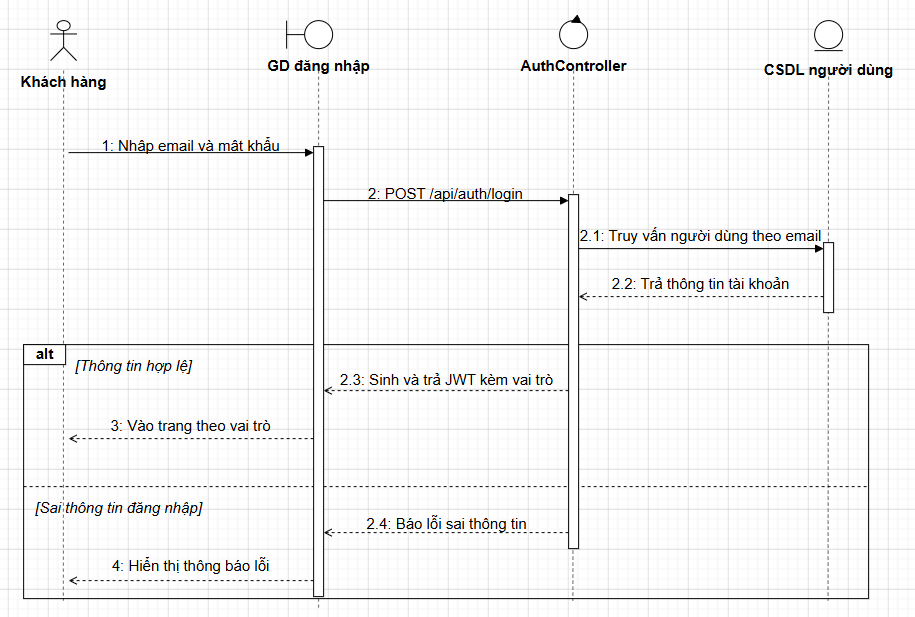 Khách hàng
GD đăng nhập
AuthController
CSDL người dùng
1: Nhập email và mật khẩu
2: POST /api/auth/login
2.1: Truy vấn người dùng theo email
2.2: Trả thông tin tài khoản
alt
[Thông tin hợp lệ]
2.3: Sinh và trả JWT kèm vai trò
3: Vào trang theo vai trò
[Sai thông tin đăng nhập]
2.4: Báo lỗi sai thông tin
4: Hiển thị thông báo lỗi